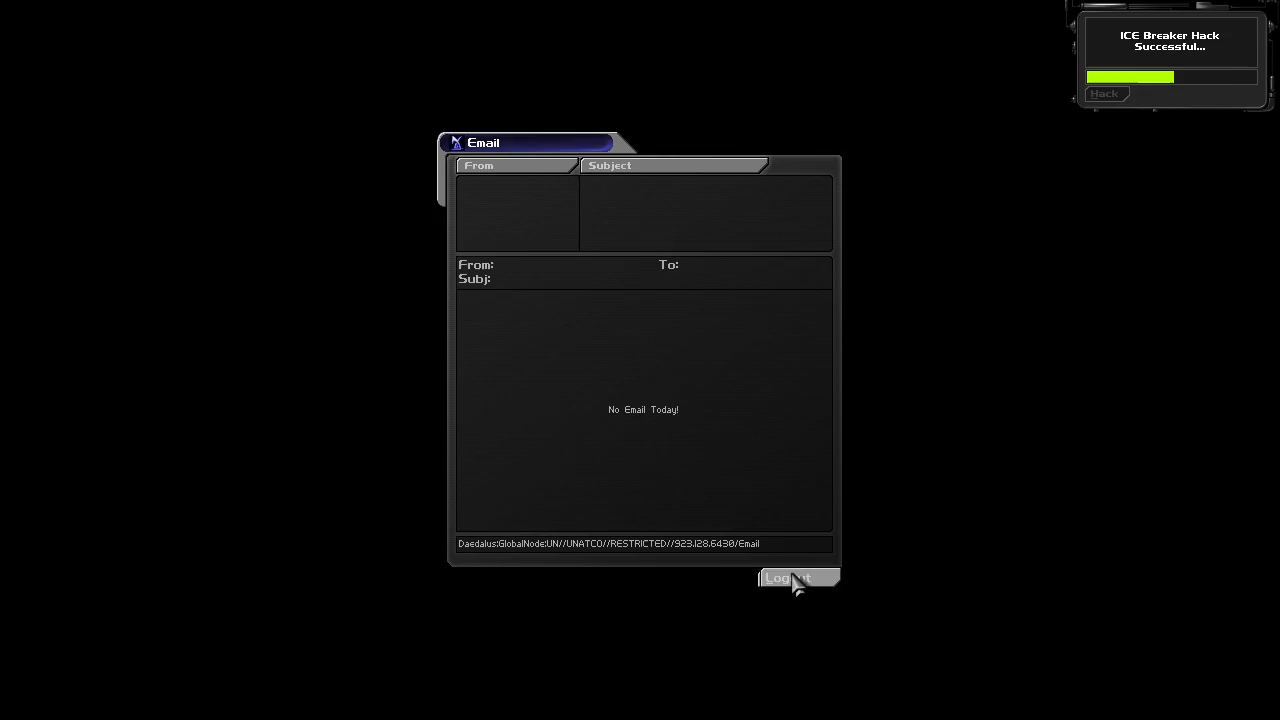 ICE Breaker Hack
Successful...
Hack
Email
From
Subject
From:
To:
Subj:
No Email Today!
Daedalus:GlobalNode:UN//UNATCO//RESTRICTED//923.128.6430/Email
Logout